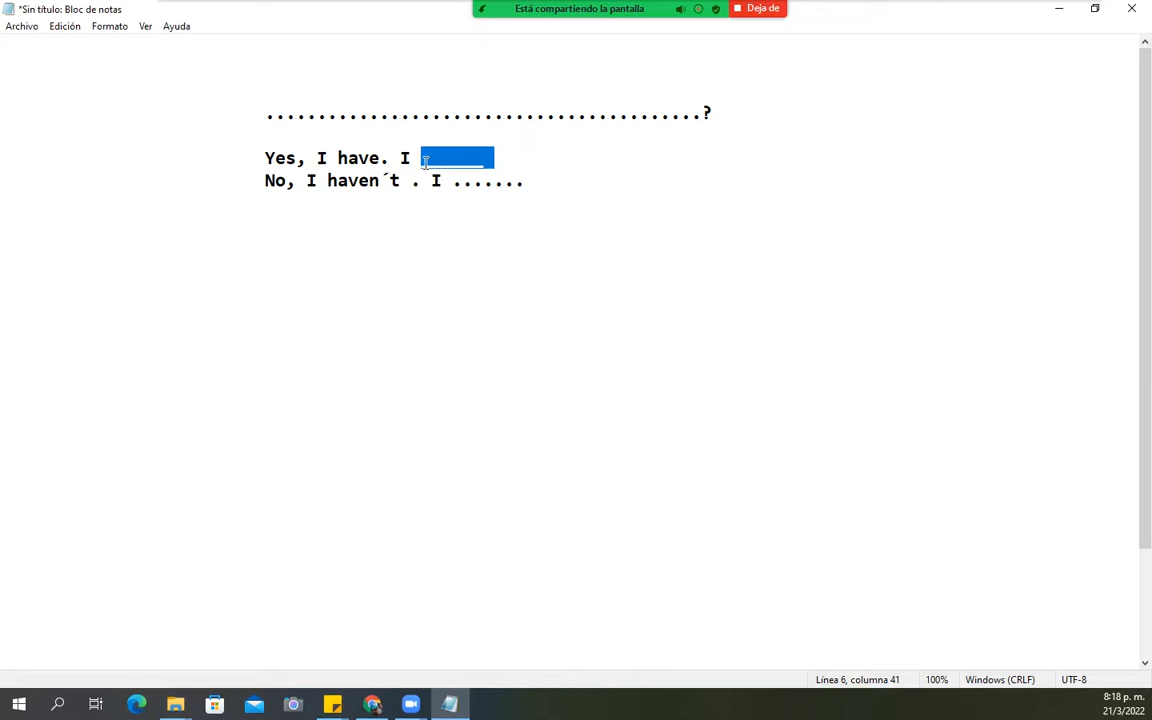 *Sin título: Bloc de notas
Está compartiendo la pantalla
Deja de
Archivo Edición Formato Ver Ayuda
..........................................?
Yes, I have. I ______
No, I haven´t . I .......
Línea 6, columna 41 100% Windows (CRLF) UTF-8
8:18 p. m.
21/3/2022